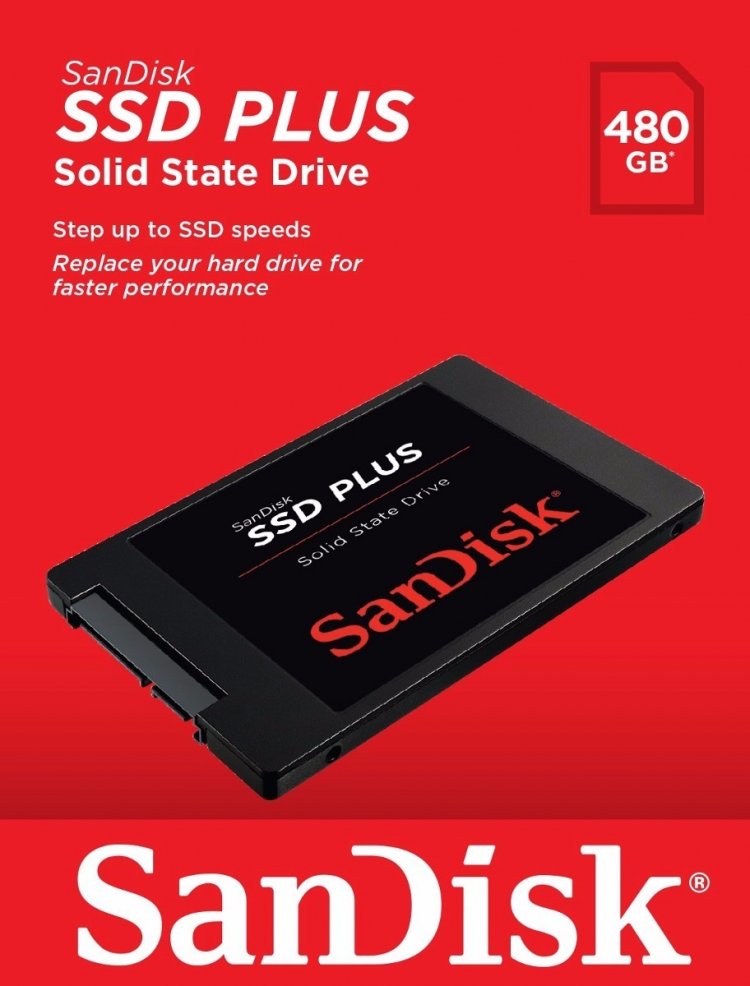 SanDisk
SSD PLUS
Solid State Drive
480
GB*
Step up to SSD speeds
Replace your hard drive for
faster performance
SanDisk
SSD PLUS
Solid State Drive
SanDisk®
SanDisk®